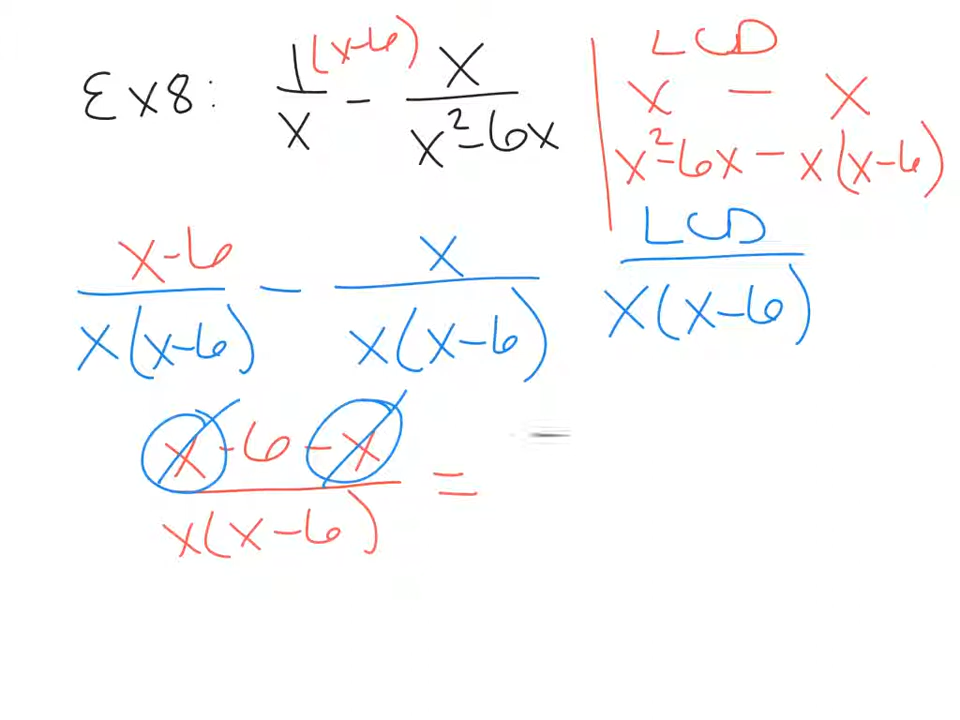 Ex8: 1(x-6)/x - x/(x²-6x)
LCD
x - x
x²-6x - x(x-6)
LCD
x(x-6)
(x-6)/(x(x-6)) - x/(x(x-6))
(x-6-x)/(x(x-6)) =